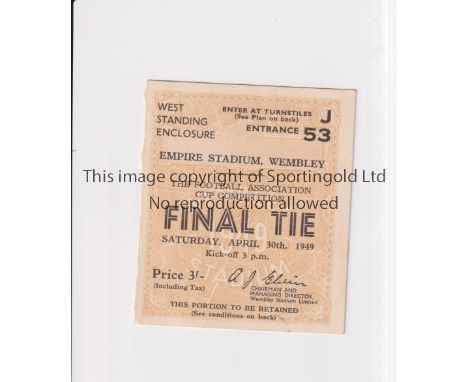 WEST
STANDING
ENCLOSURE
ENTER AT TURNSTILES
(See Plan on back)
J
ENTRANCE
53
EMPIRE STADIUM, WEMBLEY
This image copyright of Sportingold Ltd
THE FOOTBALL ASSOCIATION
CUP COMPETITION
No reproduction allowed
FINAL TIE
SATURDAY, APRIL 30th, 1949
Kick-off 3 p.m.
Price 3/-
(Including Tax)
A J Elvin
CHAIRMAN AND
MANAGING DIRECTOR,
Wembley Stadium Limited
THIS PORTION TO BE RETAINED
(See conditions on back)